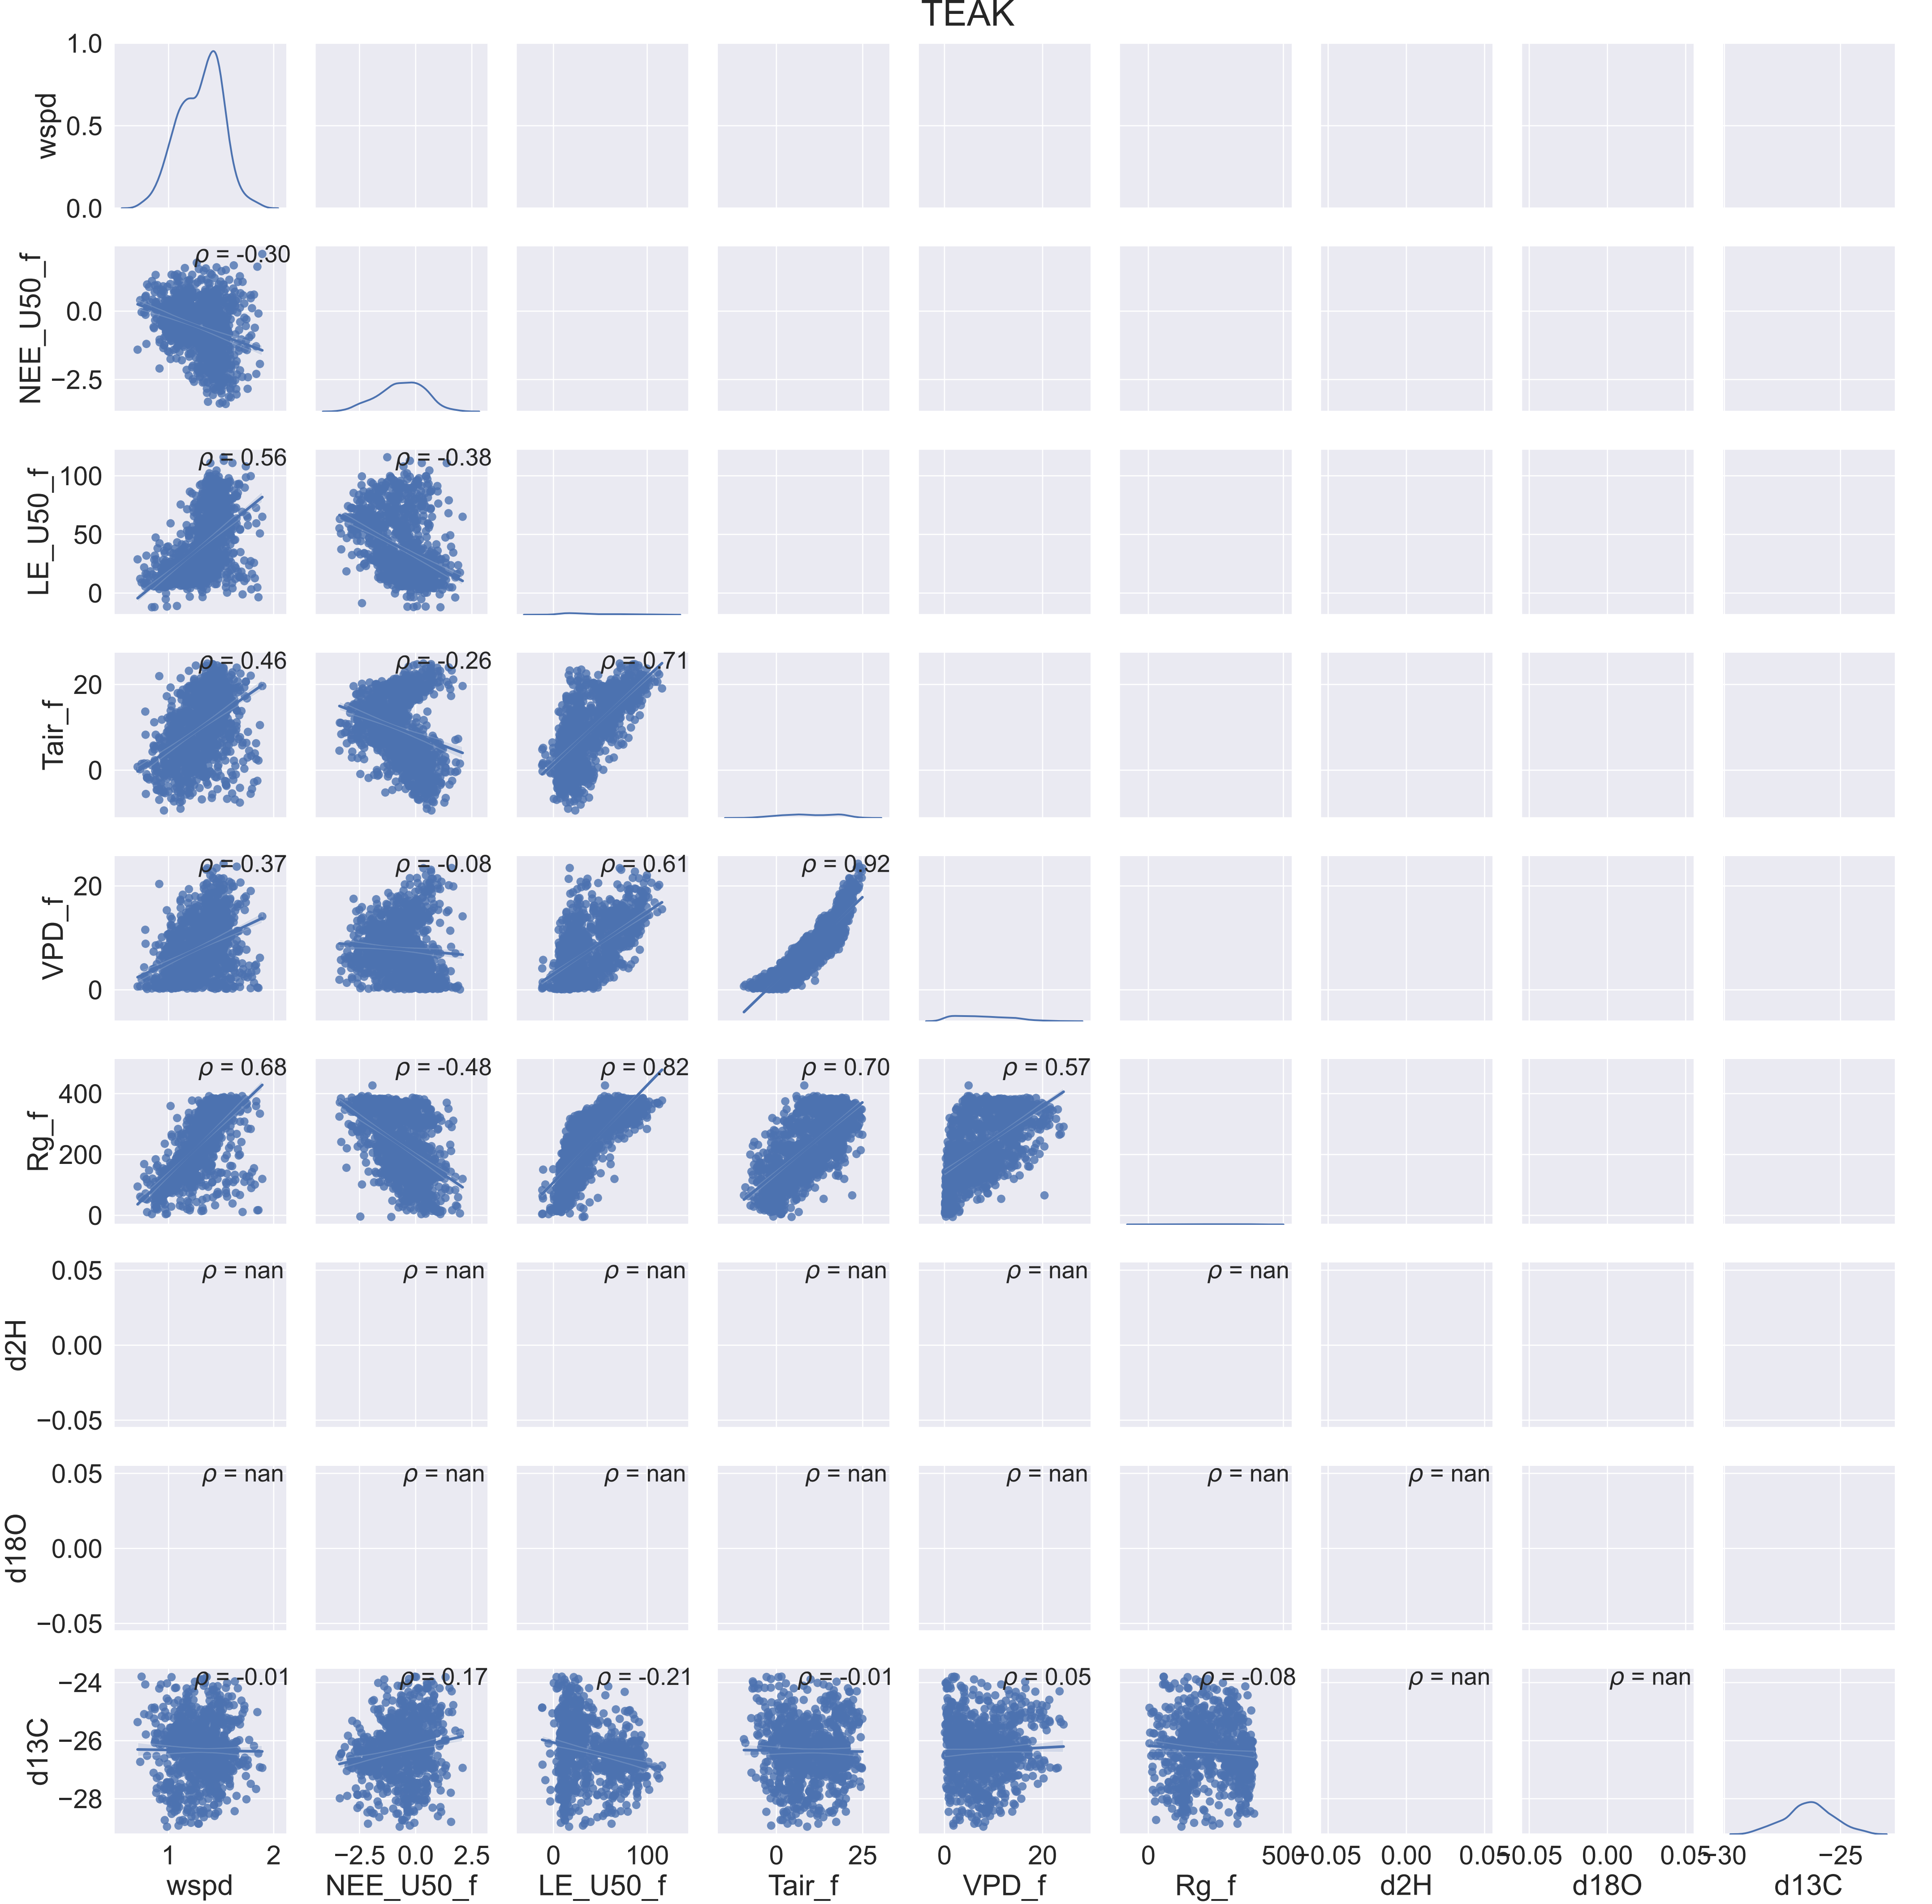 TEAK
1.0
wspd
0.5
0.0
ρ = -0.30
NEE_U50_f
0.0
−2.5
ρ = 0.56 ρ = -0.38
LE_U50_f
100
50
0
ρ = 0.46 ρ = -0.26 ρ = 0.71
Tair_f
20
0
ρ = 0.37 ρ = -0.08 ρ = 0.61 ρ = 0.92
VPD_f
20
0
ρ = 0.68 ρ = -0.48 ρ = 0.82 ρ = 0.70 ρ = 0.57
Rg_f
400
200
0
ρ = nan ρ = nan ρ = nan ρ = nan ρ = nan ρ = nan
d2H
0.05
0.00
−0.05
ρ = nan ρ = nan ρ = nan ρ = nan ρ = nan ρ = nan ρ = nan
d18O
0.05
0.00
−0.05
ρ = -0.01 ρ = 0.17 ρ = -0.21 ρ = -0.01 ρ = 0.05 ρ = -0.08 ρ = nan ρ = nan
d13C
−24
−26
−28
1 2 −2.5 0.0 2.5 0 100 0 25 0 20 0 500 −0.05 0.00 0.05 −0.05 0.00 0.05 −30 −25
wspd NEE_U50_f LE_U50_f Tair_f VPD_f Rg_f d2H d18O d13C